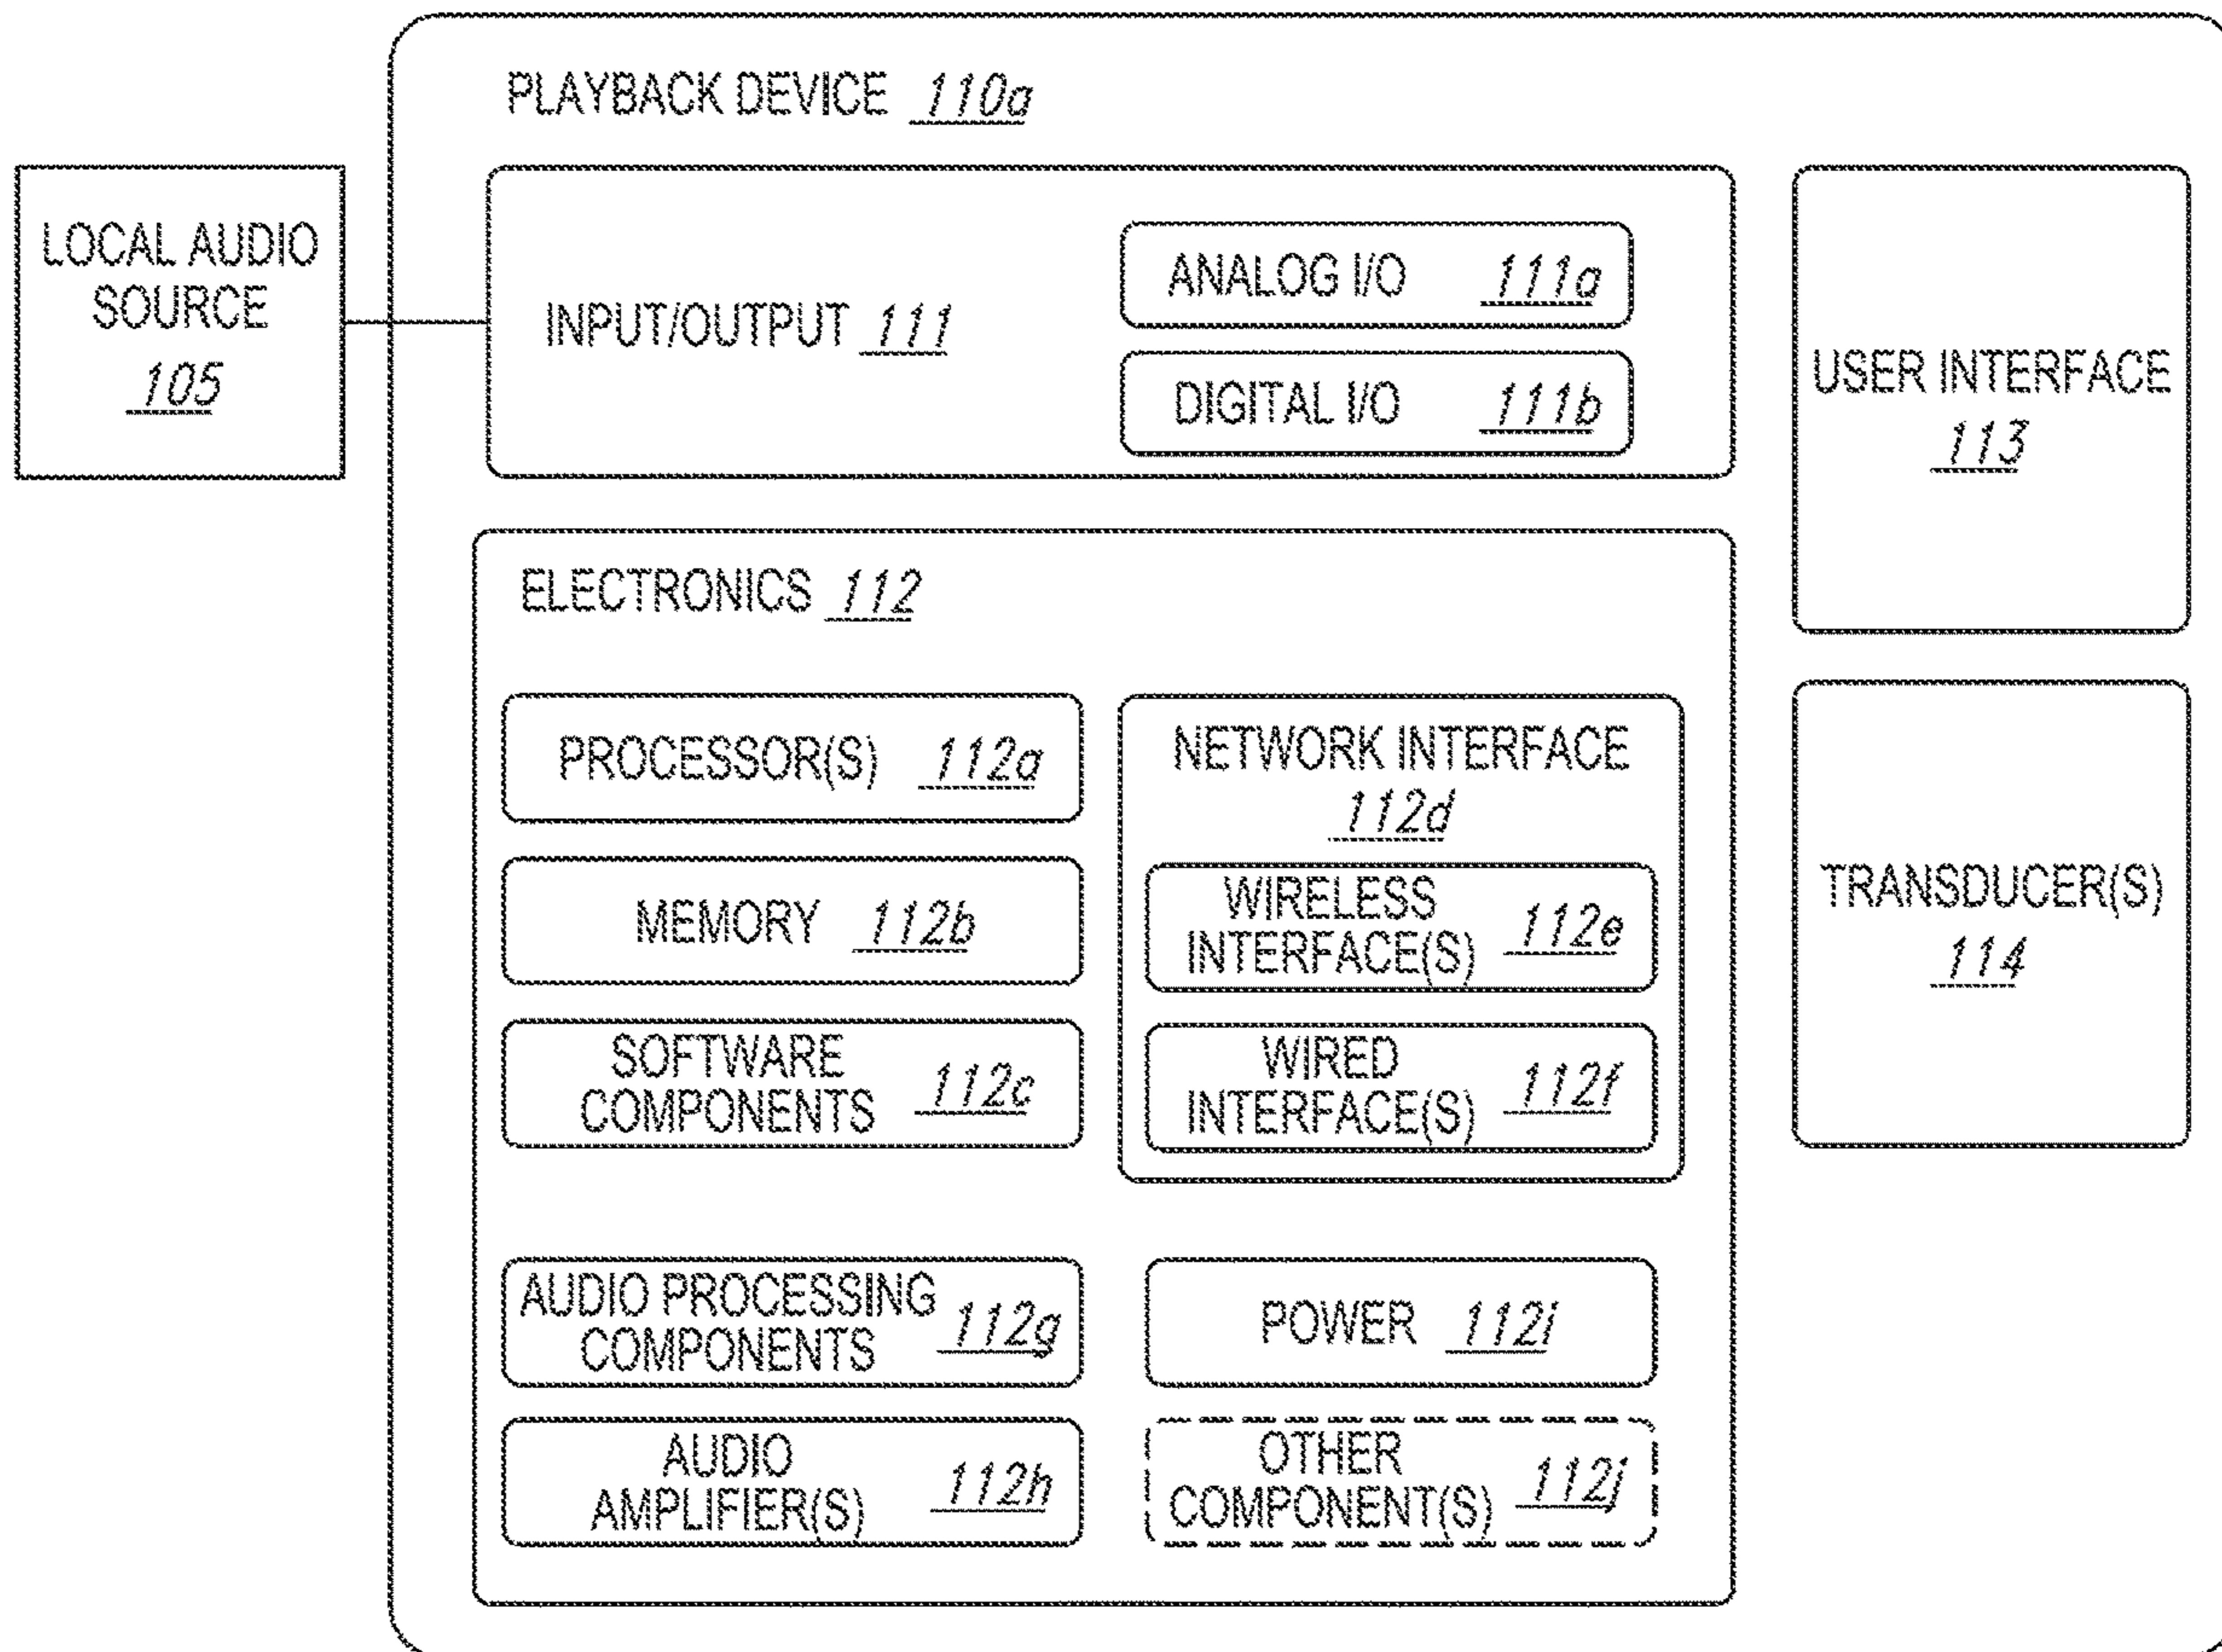 PLAYBACK DEVICE 110a
LOCAL AUDIO
SOURCE
105
INPUT/OUTPUT 111
ANALOG I/O 111a
DIGITAL I/O 111b
USER INTERFACE
113
ELECTRONICS 112
PROCESSOR(S) 112a
MEMORY 112b
SOFTWARE
COMPONENTS 112c
NETWORK INTERFACE
112d
WIRELESS
INTERFACE(S) 112e
WIRED
INTERFACE(S) 112f
TRANSDUCER(S)
114
AUDIO PROCESSING
COMPONENTS 112g
AUDIO
AMPLIFIER(S) 112h
POWER 112i
OTHER
COMPONENT(S) 112j